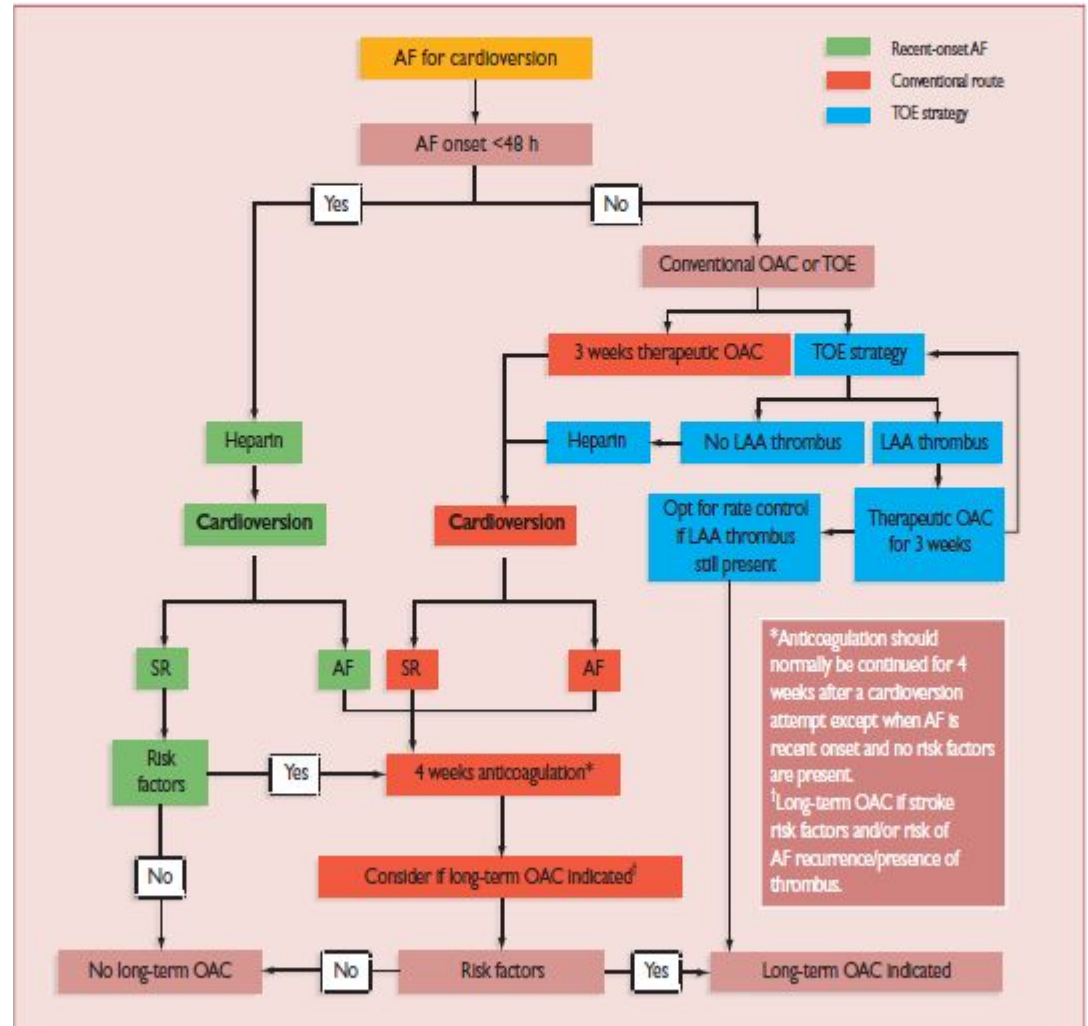 AF for cardioversion
Recent-onset AF
Conventional route
TOE strategy
AF onset <48 h
Yes
No
Conventional OAC or TOE
3 weeks therapeutic OAC
TOE strategy
Heparin
Heparin
No LAA thrombus
LAA thrombus
Cardioversion
Cardioversion
Opt for rate control
if LAA thrombus
still present
Therapeutic OAC
for 3 weeks
SR
AF
SR
AF
*Anticoagulation should
normally be continued for 4
weeks after a cardioversion
attempt except when AF is
recent onset and no risk factors
are present.
†Long-term OAC if stroke
risk factors and/or risk of
AF recurrence/presence of
thrombus.
Risk
factors
Yes
4 weeks anticoagulation*
No
Consider if long-term OAC indicated†
No long-term OAC
No
Risk factors
Yes
Long-term OAC indicated